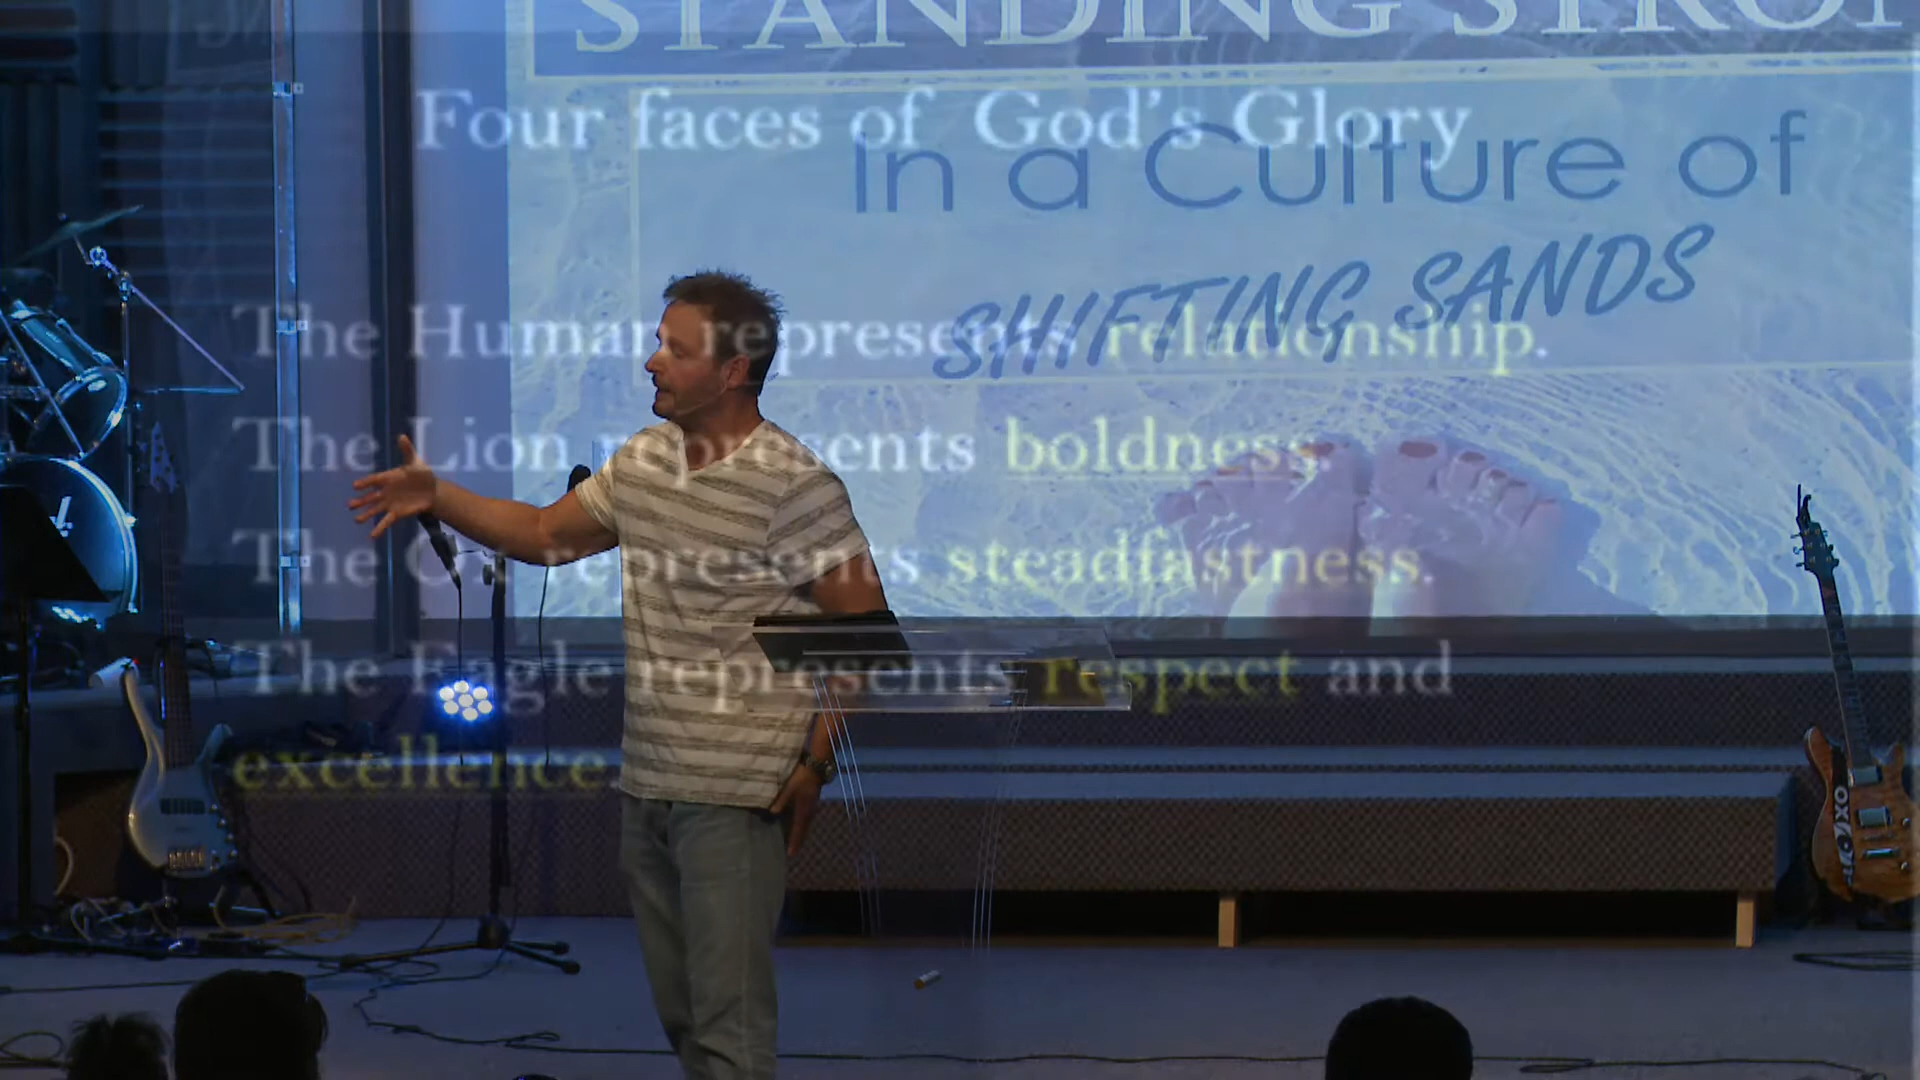 STANDING STRON
Four faces of God's Glory
In a Culture of
SHIFTING SANDS
The Human represents relationship.
The Lion represents boldness.
The Ox represents steadfastness.
The Eagle represents respect and
excellence.